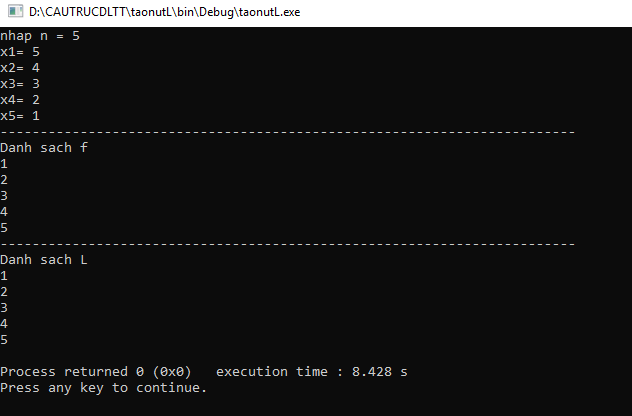 D:\CAUTRUCDLTT\taonutL\bin\Debug\taonutL.exe
nhap n = 5
x1= 5
x2= 4
x3= 3
x4= 2
x5= 1
------------------------------------------------------------------------
Danh sach f
1
2
3
4
5
------------------------------------------------------------------------
Danh sach L
1
2
3
4
5
Process returned 0 (0x0)   execution time : 8.428 s
Press any key to continue.